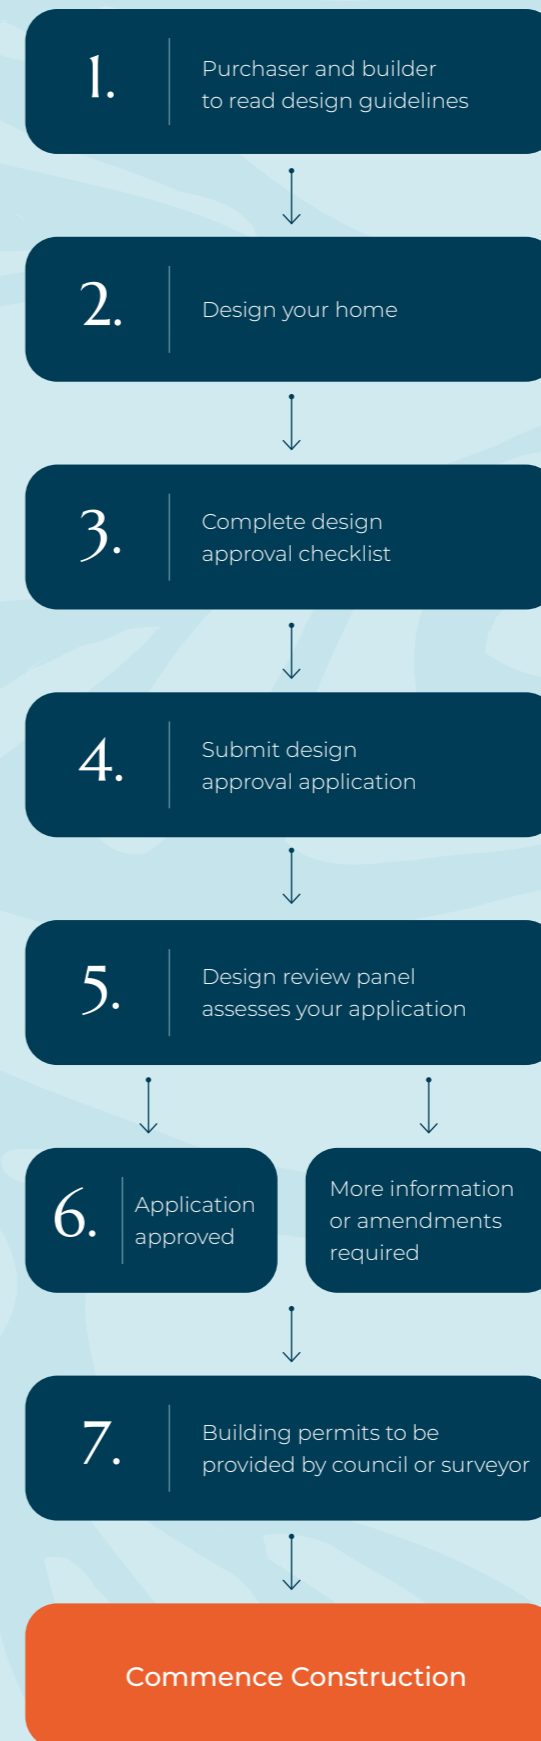 1.
Purchaser and builder
to read design guidelines
2.
Design your home
3.
Complete design
approval checklist
4.
Submit design
approval application
5.
Design review panel
assesses your application
6.
Application
approved
More information
or amendments
required
7.
Building permits to be
provided by council or surveyor
Commence Construction